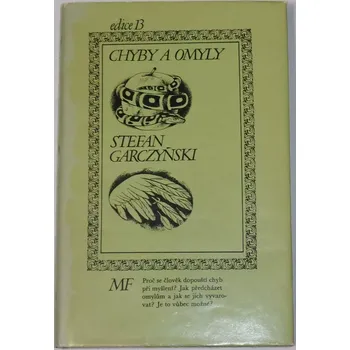 edice 13
CHYBY A OMYLY
STEFAN
GARCZYŃSKI
MF
Proč se člověk dopouští chyb
při myšlení? Jak předcházet
omylům a jak se jich vyvaro-
vat? Je to vůbec možné?